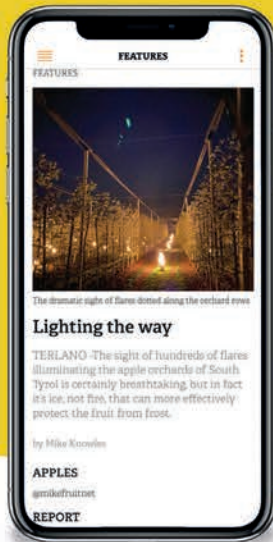 FEATURES
FEATURES
The dramatic sight of flares dotted along the orchard rows
Lighting the way
TERLANO -The sight of hundreds of flares
illuminating the apple orchards of South
Tyrol is certainly breathtaking, but in fact
it's ice, not fire, that can more effectively
protect the fruit from frost.
by Mike Knowles
APPLES
@mikefruitnet
REPORT